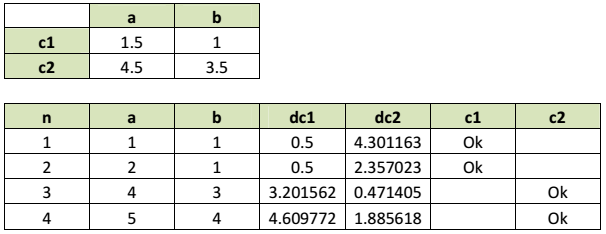 a b
c1 1.5 1
c2 4.5 3.5
n a b dc1 dc2 c1 c2
1 1 1 0.5 4.301163 Ok
2 2 1 0.5 2.357023 Ok
3 4 3 3.201562 0.471405 Ok
4 5 4 4.609772 1.885618 Ok